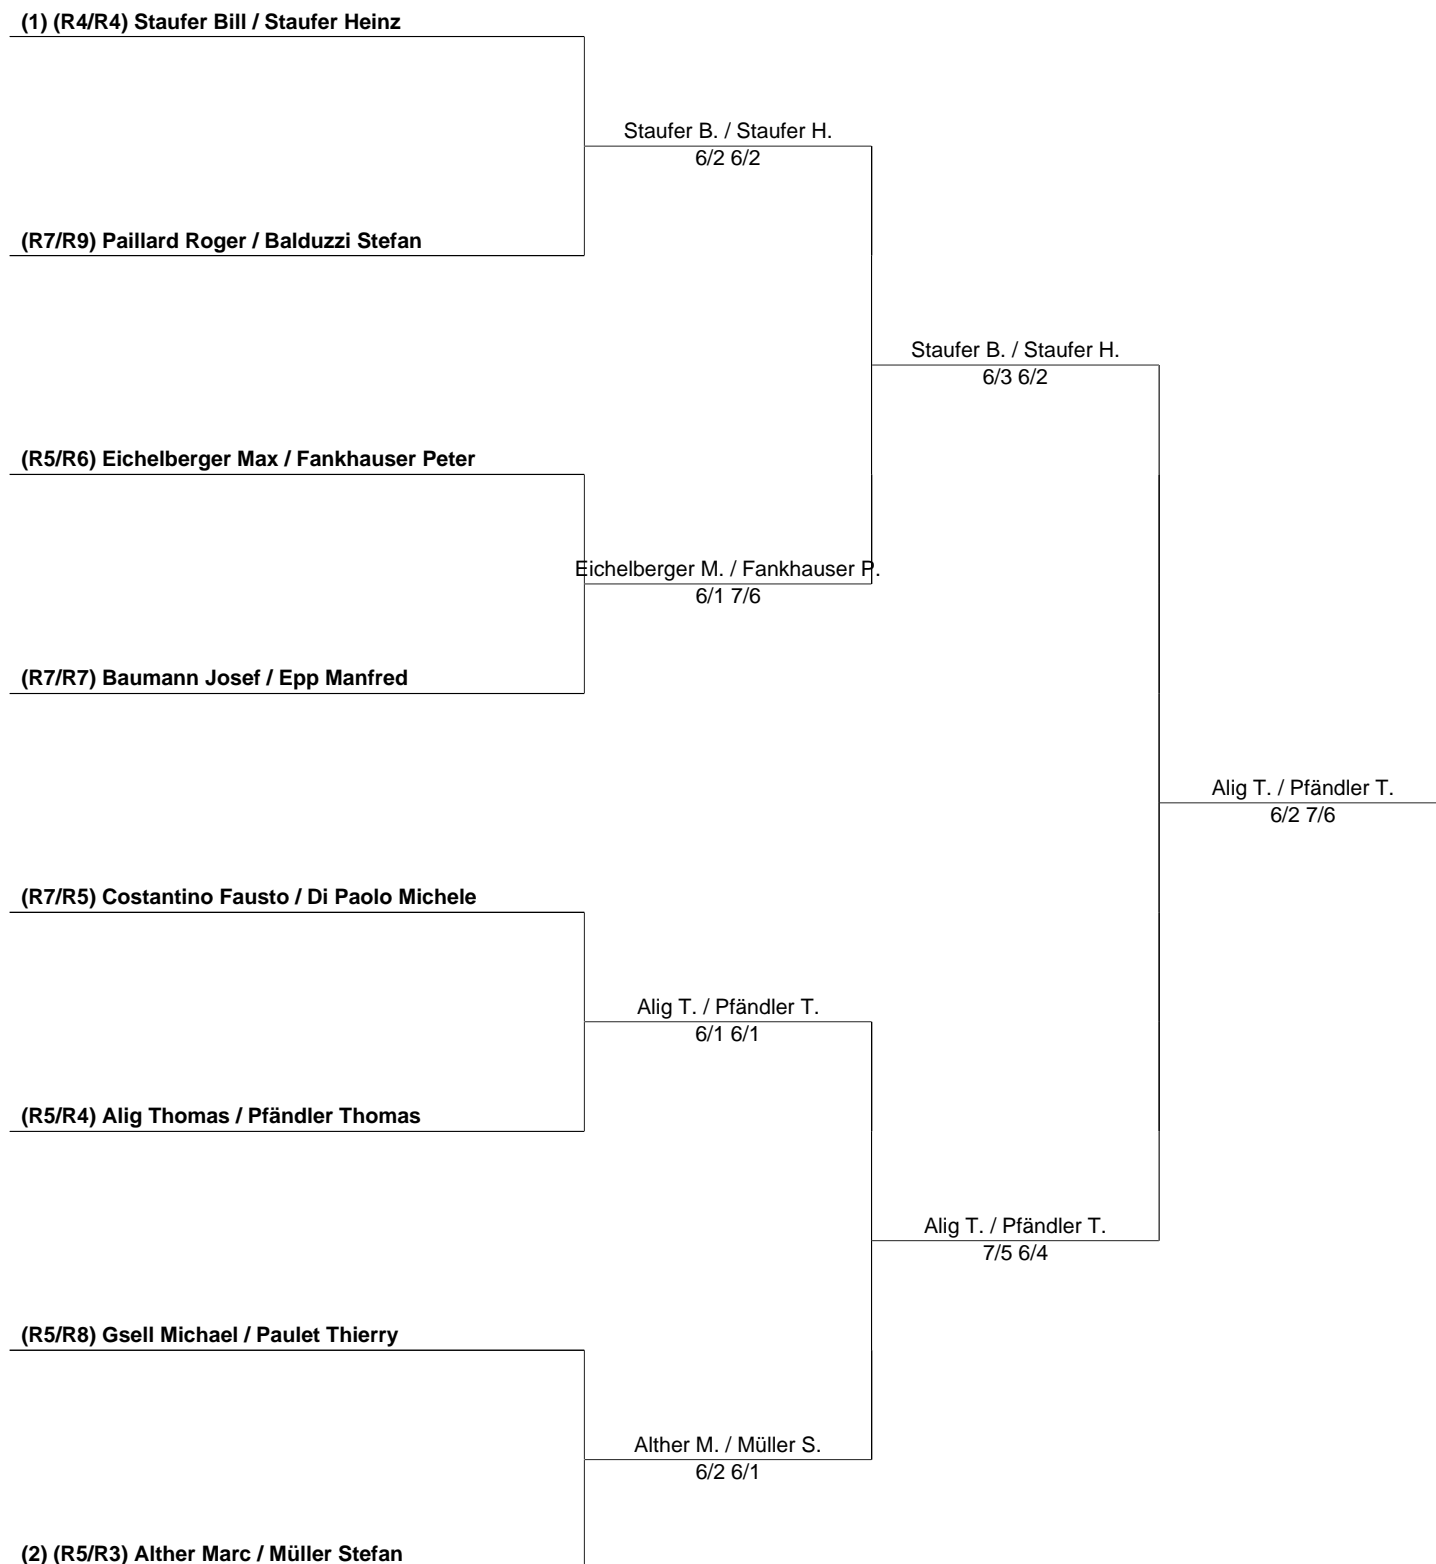 (1) (R4/R4) Staufer Bill / Staufer Heinz
Staufer B. / Staufer H.
6/2 6/2
(R7/R9) Paillard Roger / Balduzzi Stefan
Staufer B. / Staufer H.
6/3 6/2
(R5/R6) Eichelberger Max / Fankhauser Peter
Eichelberger M. / Fankhauser P.
6/1 7/6
(R7/R7) Baumann Josef / Epp Manfred
Alig T. / Pfändler T.
6/2 7/6
(R7/R5) Costantino Fausto / Di Paolo Michele
Alig T. / Pfändler T.
6/1 6/1
(R5/R4) Alig Thomas / Pfändler Thomas
Alig T. / Pfändler T.
7/5 6/4
(R5/R8) Gsell Michael / Paulet Thierry
Alther M. / Müller S.
6/2 6/1
(2) (R5/R3) Alther Marc / Müller Stefan